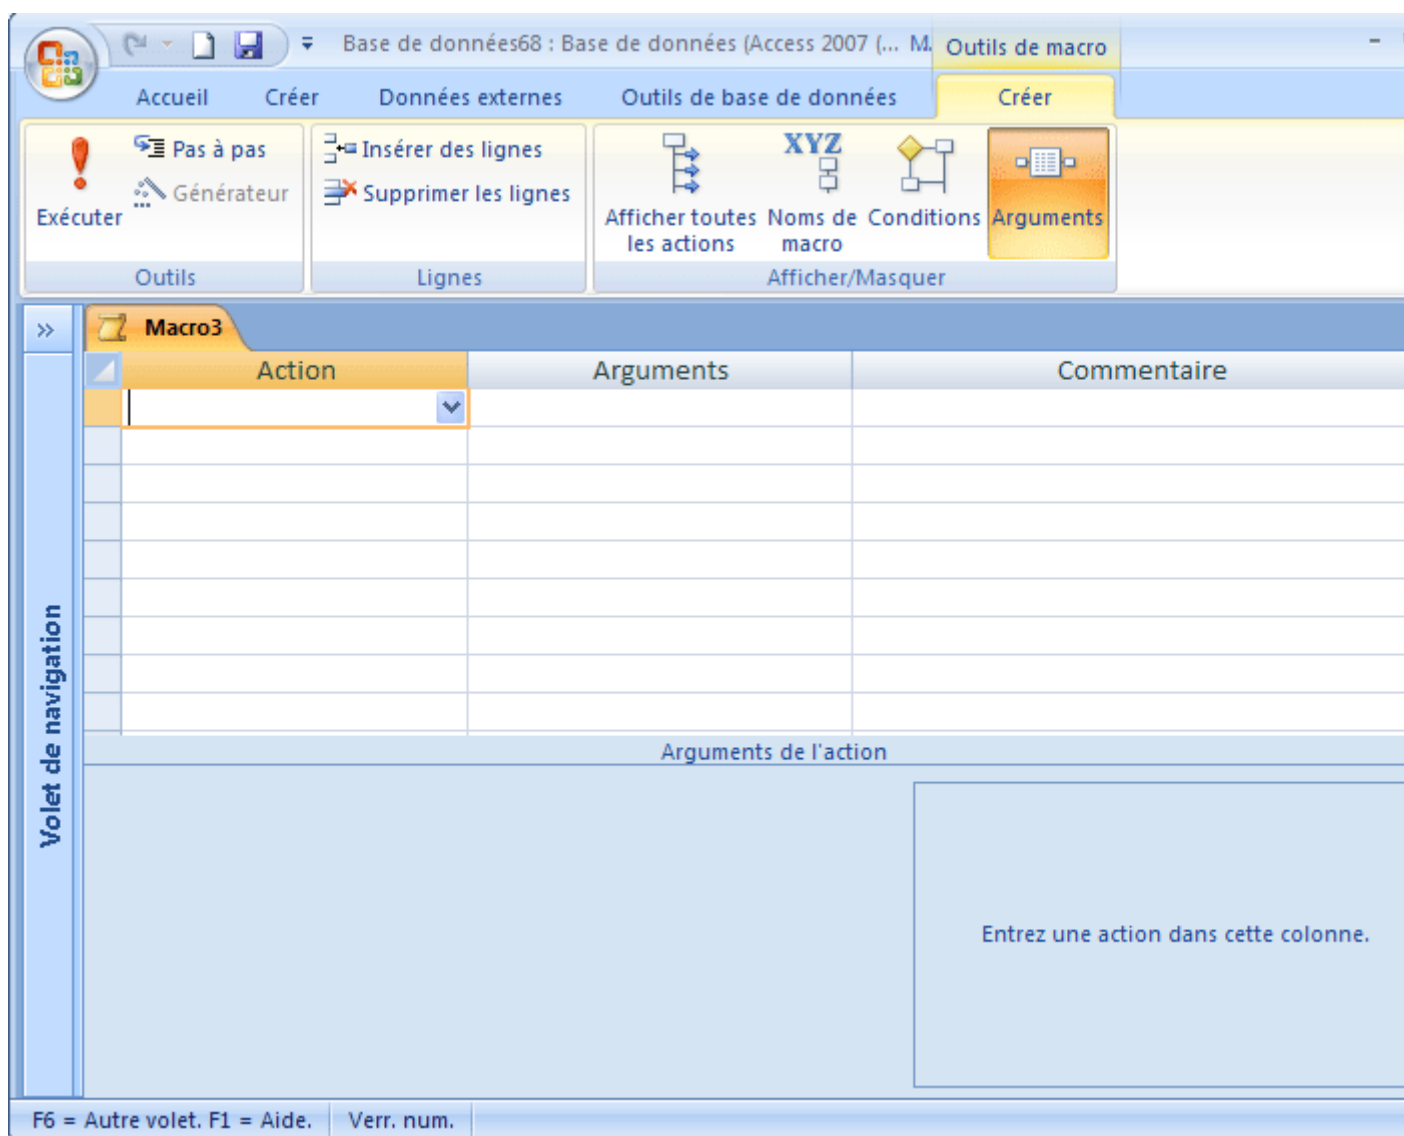 Base de données68 : Base de données (Access 2007 (... M.
Outils de macro
Accueil Créer Données externes Outils de base de données Créer
Exécuter
Pas à pas
Générateur
Outils
Insérer des lignes
Supprimer les lignes
Lignes
Afficher toutes
les actions
XYZ
Noms de
macro
Conditions
Arguments
Afficher/Masquer
Macro3
Action Arguments Commentaire
Volet de navigation
Arguments de l'action
Entrez une action dans cette colonne.
F6 = Autre volet. F1 = Aide. Verr. num.